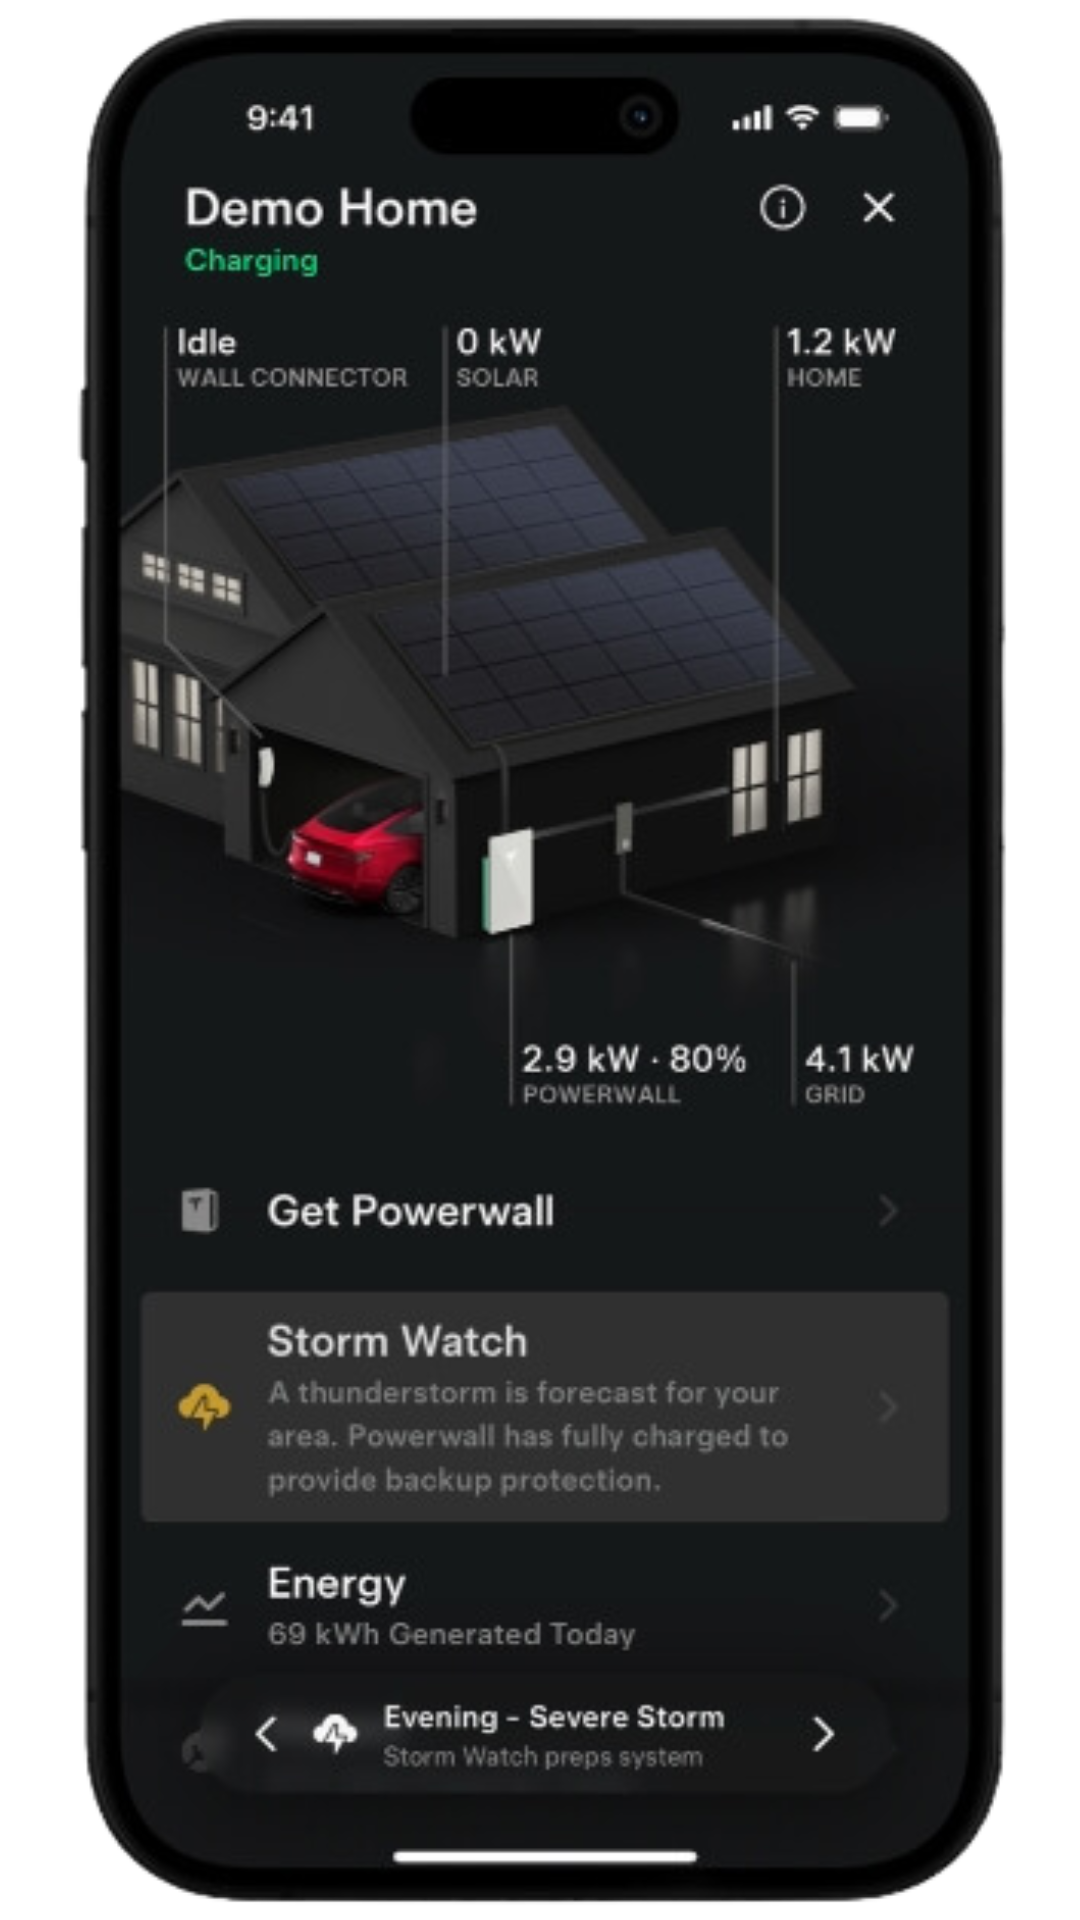 9:41
Demo Home
Charging
Idle
WALL CONNECTOR
0 kW
SOLAR
1.2 kW
HOME
2.9 kW · 80%
POWERWALL
4.1 kW
GRID
Get Powerwall
Storm Watch
A thunderstorm is forecast for your
area. Powerwall has fully charged to
provide backup protection.
Energy
69 kWh Generated Today
Evening – Severe Storm
Storm Watch preps system